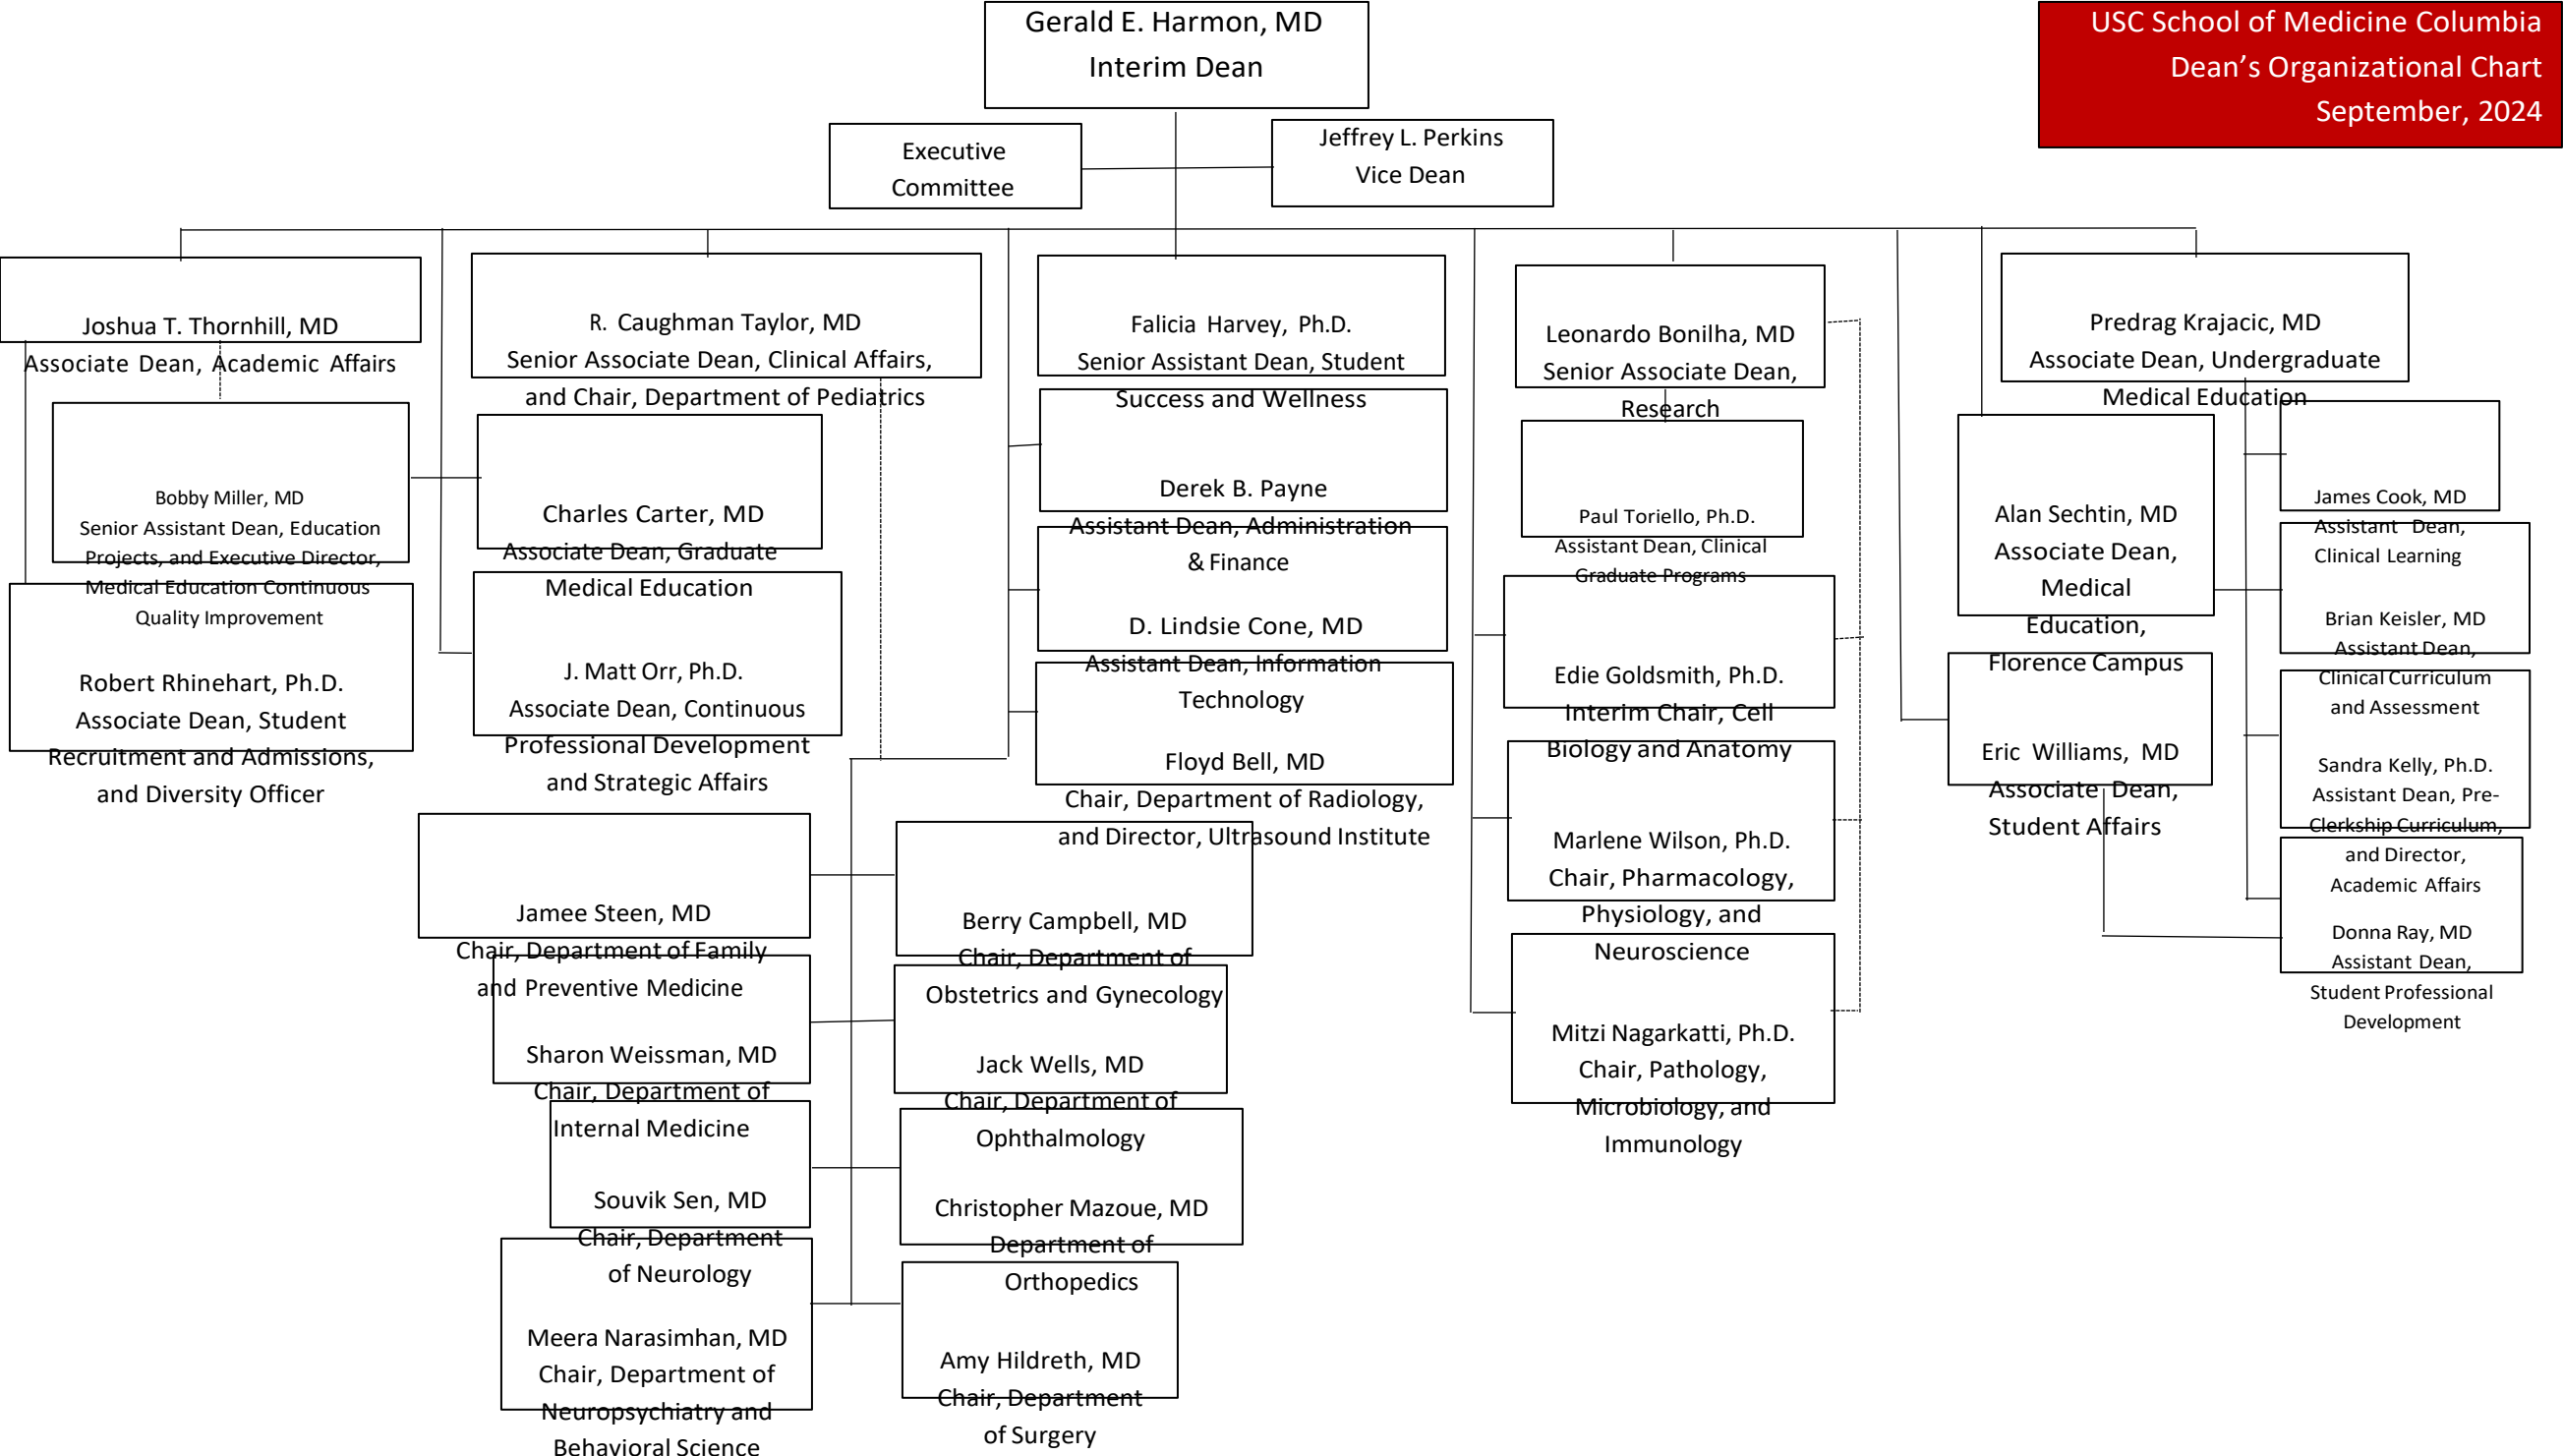 Gerald E. Harmon, MD
Interim Dean
USC School of Medicine Columbia
Dean’s Organizational Chart
September, 2024
Executive
Committee
Jeffrey L. Perkins
Vice Dean
Joshua T. Thornhill, MD
Associate Dean, Academic Affairs
Bobby Miller, MD
Senior Assistant Dean, Education
Projects, and Executive Director,
Medical Education Continuous
Quality Improvement
Robert Rhinehart, Ph.D.
Associate Dean, Student
Recruitment and Admissions,
and Diversity Officer
R. Caughman Taylor, MD
Senior Associate Dean, Clinical Affairs,
and Chair, Department of Pediatrics
Charles Carter, MD
Associate Dean, Graduate
Medical Education
J. Matt Orr, Ph.D.
Associate Dean, Continuous
Professional Development
and Strategic Affairs
Falicia Harvey, Ph.D.
Senior Assistant Dean, Student
Success and Wellness
Derek B. Payne
Assistant Dean, Administration
& Finance
D. Lindsie Cone, MD
Assistant Dean, Information
Technology
Floyd Bell, MD
Chair, Department of Radiology,
and Director, Ultrasound Institute
Jamee Steen, MD
Chair, Department of Family
and Preventive Medicine
Sharon Weissman, MD
Chair, Department of
Internal Medicine
Souvik Sen, MD
Chair, Department
of Neurology
Meera Narasimhan, MD
Chair, Department of
Neuropsychiatry and
Behavioral Science
Berry Campbell, MD
Chair, Department of
Obstetrics and Gynecology
Jack Wells, MD
Chair, Department of
Ophthalmology
Christopher Mazoue, MD
Department of
Orthopedics
Amy Hildreth, MD
Chair, Department
of Surgery
Leonardo Bonilha, MD
Senior Associate Dean,
Research
Paul Toriello, Ph.D.
Assistant Dean, Clinical
Graduate Programs
Edie Goldsmith, Ph.D.
Interim Chair, Cell
Biology and Anatomy
Marlene Wilson, Ph.D.
Chair, Pharmacology,
Physiology, and
Neuroscience
Mitzi Nagarkatti, Ph.D.
Chair, Pathology,
Microbiology, and
Immunology
Predrag Krajacic, MD
Associate Dean, Undergraduate
Medical Education
Alan Sechtin, MD
Associate Dean,
Medical
Education,
Florence Campus
Eric Williams, MD
Associate Dean,
Student Affairs
James Cook, MD
Assistant Dean,
Clinical Learning
Brian Keisler, MD
Assistant Dean,
Clinical Curriculum
and Assessment
Sandra Kelly, Ph.D.
Assistant Dean, Pre-
Clerkship Curriculum,
and Director,
Academic Affairs
Donna Ray, MD
Assistant Dean,
Student Professional
Development